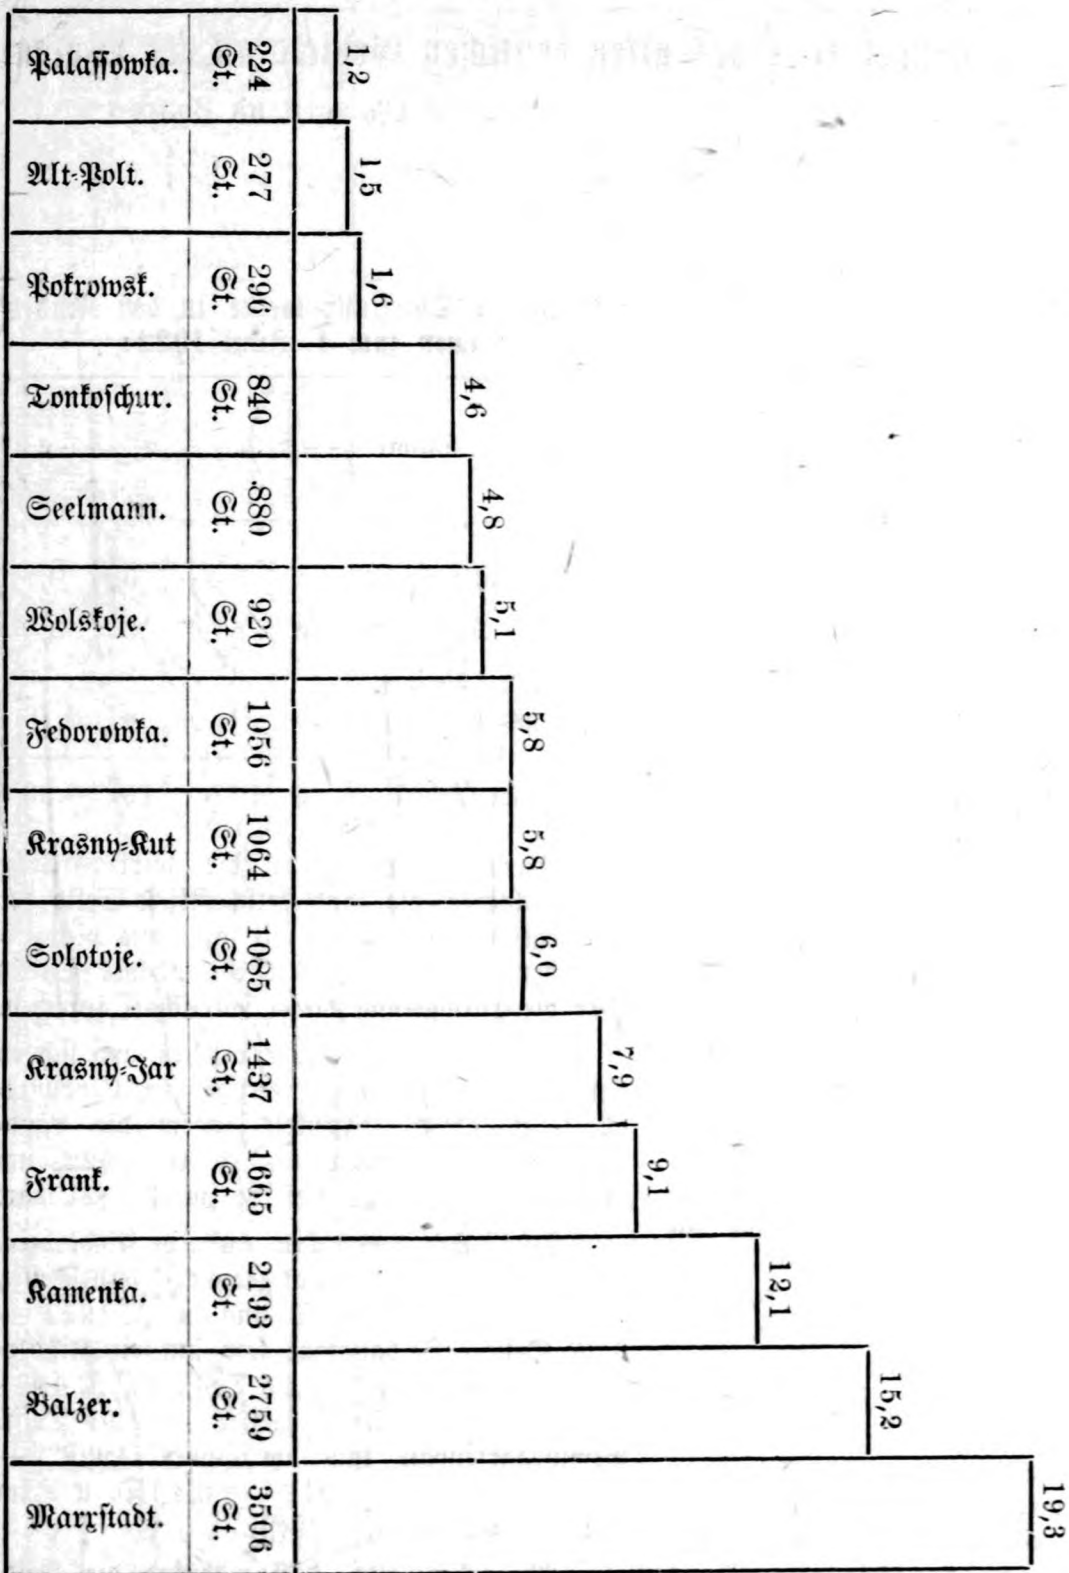 Palassowka. 224 St. 1,2
Alt-Polt. 277 St. 1,5
Pokrowsk. 296 St. 1,6
Tonkoschur. 840 St. 4,6
Seelmann. 880 St. 4,8
Wolskoje. 920 St. 5,1
Fedorowka. 1056 St. 5,8
Krasny-Kut 1064 St. 5,8
Solotoje. 1085 St. 6,0
Krasny-Jar 1437 St. 7,9
Frank. 1665 St. 9,1
Kamenka. 2193 St. 12,1
Balzer. 2759 St. 15,2
Marxstadt. 3506 St. 19,3